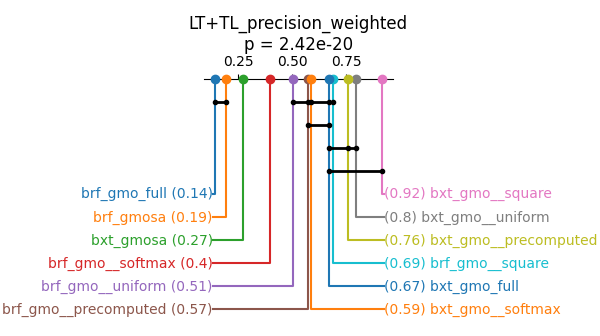 LT+TL_precision_weighted
p = 2.42e-20
0.25 0.50 0.75
brf_gmo_full (0.14)
(0.92) bxt_gmo__square
brf_gmosa (0.19)
(0.8) bxt_gmo__uniform
bxt_gmosa (0.27)
(0.76) bxt_gmo__precomputed
brf_gmo__softmax (0.4)
(0.69) brf_gmo__square
brf_gmo__uniform (0.51)
(0.67) bxt_gmo_full
brf_gmo__precomputed (0.57)
(0.59) bxt_gmo__softmax